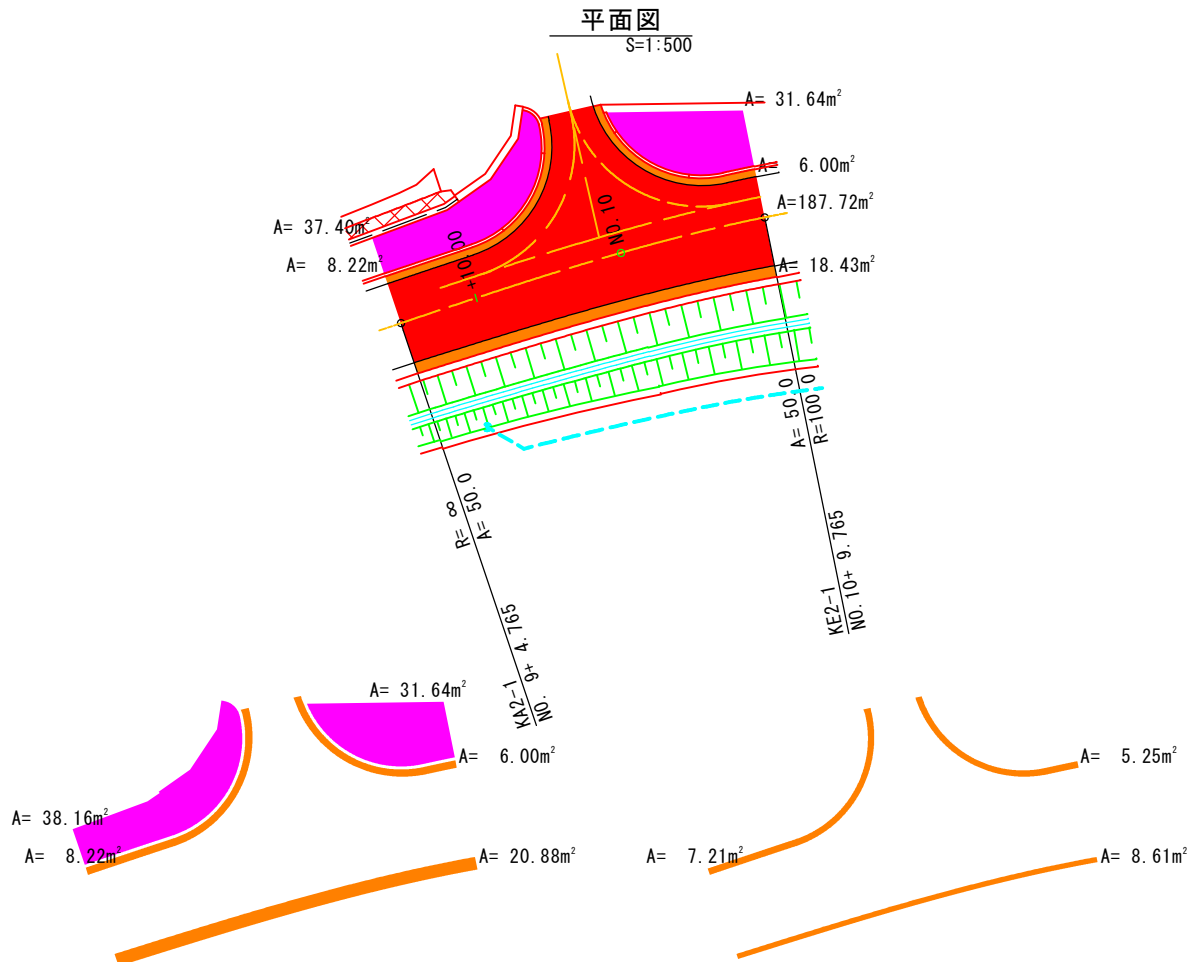 平面図
S=1:500
A= 31.64m²
A= 6.00m²
A=187.72m²
A= 37.40m²
A= 8.22m²
A= 18.43m²
NO.10
+10.00
R= ∞
A= 50.0
A= 50.0
R=100.0
KA2-1
NO. 9+ 4.765
KE2-1
NO.10+ 9.765
A= 31.64m²
A= 6.00m²
A= 38.16m²
A= 8.22m²
A= 20.88m²
A= 5.25m²
A= 7.21m²
A= 8.61m²